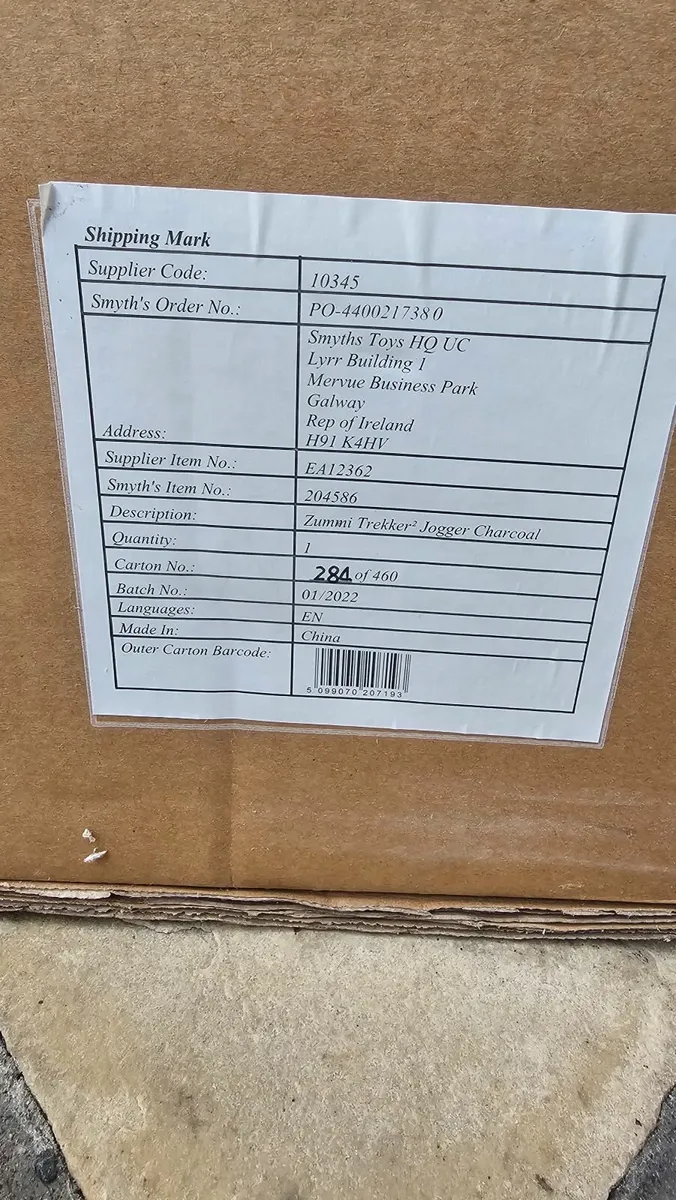 Shipping Mark
Supplier Code: 10345
Smyth's Order No.: PO-4400217380
Address: Smyths Toys HQ UC
Lyrr Building 1
Mervue Business Park
Galway
Rep of Ireland
H91 K4HV
Supplier Item No.: EA12362
Smyth's Item No.: 204586
Description: Zummi Trekker² Jogger Charcoal
Quantity: 1
Carton No.: 284 of 460
Batch No.: 01/2022
Languages: EN
Made In: China
Outer Carton Barcode:
5 099070 207193